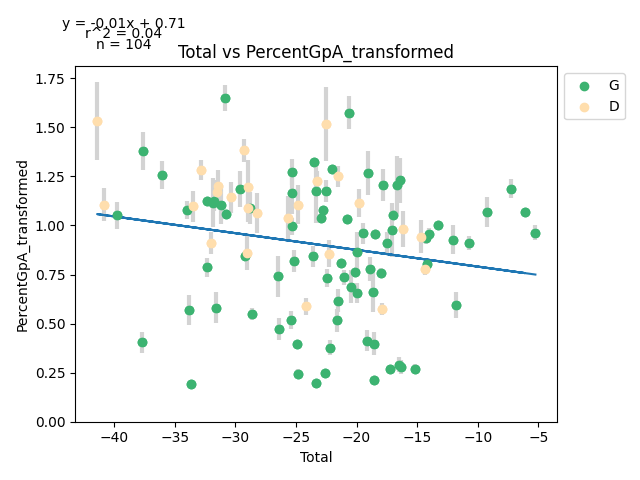 y = -0.01x + 0.71
r^2 = 0.04
n = 104
Total vs PercentGpA_transformed
G
D
PercentGpA_transformed
1.75
1.50
1.25
1.00
0.75
0.50
0.25
0.00
−40 −35 −30 −25 −20 −15 −10 −5
Total